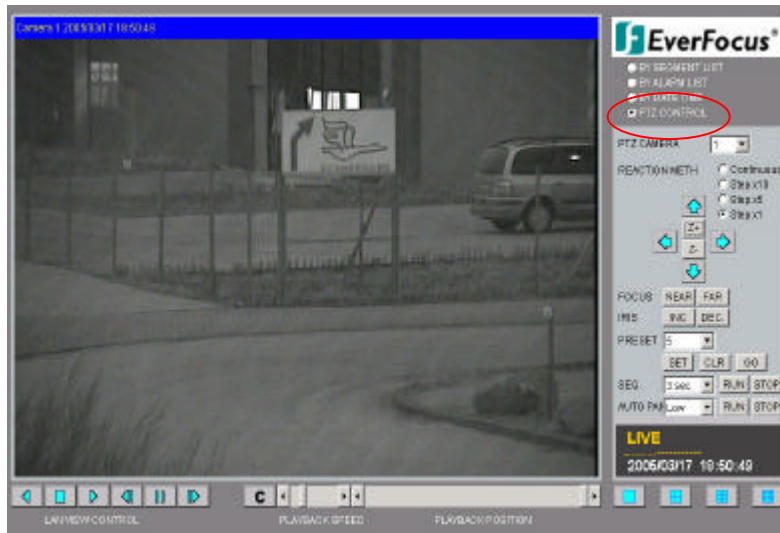 Camera 1 2005/03/17 18:50:49
EverFocus®
BY SEGMENT LIST
BY ALARM LIST
BY DATE TIME
PTZ CONTROL
PTZ CAMERA 1
REACTION METH
Continuous
Step x10
Step x5
Step x1
Z+
Z-
FOCUS NEAR FAR
IRIS INC DEC
PRESET 5
SET CLR GO
SEQ 3 sec RUN STOP
AUTO PAN Low RUN STOP
LIVE
2005/03/17 18:50:49
C
LAN VIEW CONTROL
PLAYBACK SPEED
PLAYBACK POSITION